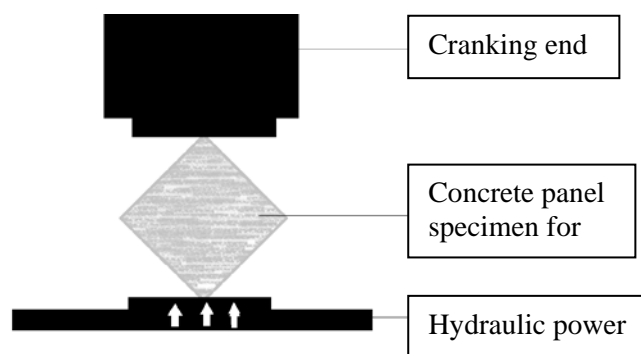 Cranking end
Concrete panel
specimen for
Hydraulic power